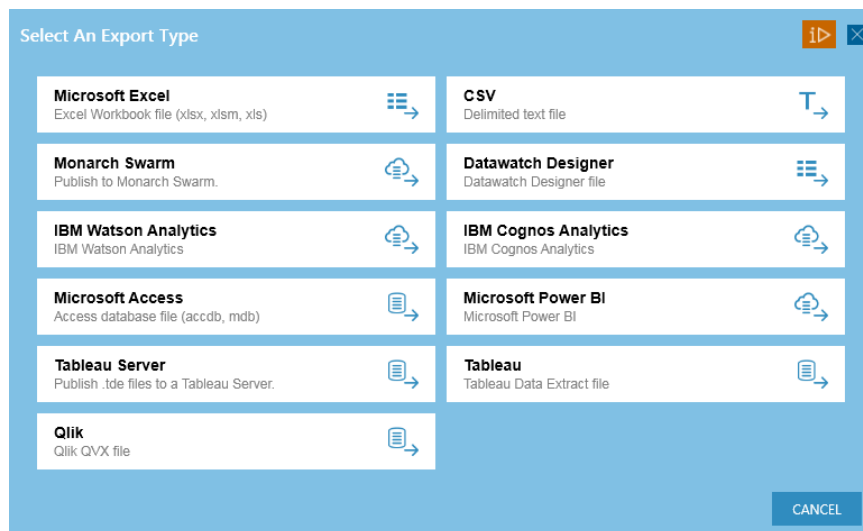 Select An Export Type
Microsoft Excel
Excel Workbook file (xlsx, xlsm, xls)
CSV
Delimited text file
Monarch Swarm
Publish to Monarch Swarm.
Datawatch Designer
Datawatch Designer file
IBM Watson Analytics
IBM Watson Analytics
IBM Cognos Analytics
IBM Cognos Analytics
Microsoft Access
Access database file (accdb, mdb)
Microsoft Power BI
Microsoft Power BI
Tableau Server
Publish .tde files to a Tableau Server.
Tableau
Tableau Data Extract file
Qlik
Qlik QVX file
CANCEL